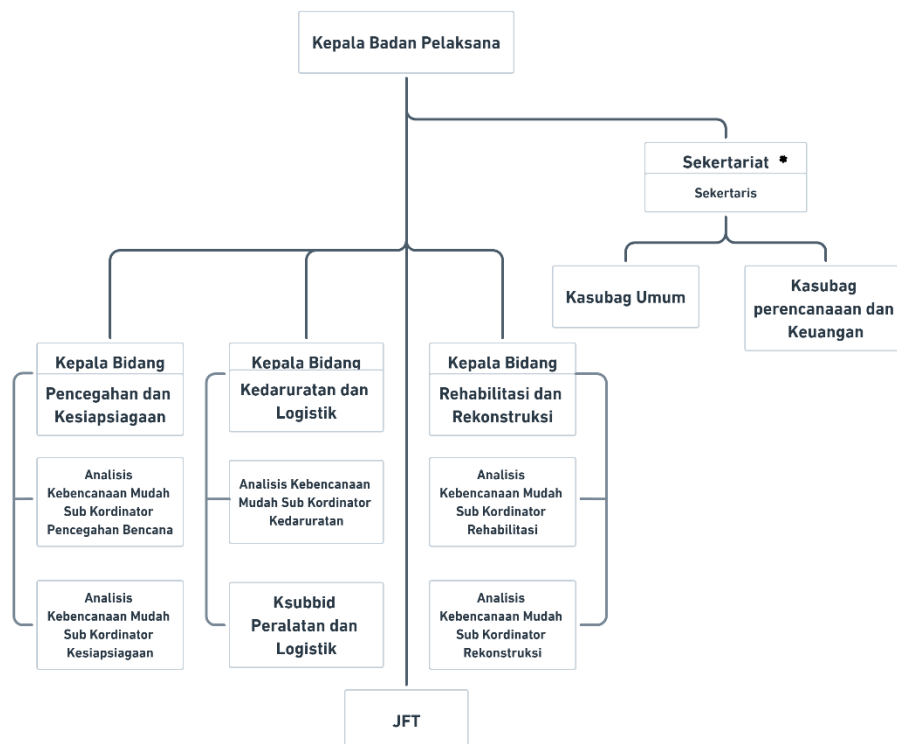 Kepala Badan Pelaksana
Sekertariat *
Sekertaris
Kasubag Umum
Kasubag
perencanaaan dan
Keuangan
Kepala Bidang
Pencegahan dan
Kesiapsiagaan
Kepala Bidang
Kedaruratan dan
Logistik
Kepala Bidang
Rehabilitasi dan
Rekonstruksi
Analisis
Kebencanaan Mudah
Sub Kordinator
Pencegahan Bencana
Analisis Kebencanaan
Mudah Sub Kordinator
Kedaruratan
Analisis
Kebencanaan Mudah
Sub Kordinator
Rehabilitasi
Analisis
Kebencanaan Mudah
Sub Kordinator
Kesiapsiagaan
Ksubbid
Peralatan dan
Logistik
Analisis
Kebencanaan Mudah
Sub Kordinator
Rekonstruksi
JFT